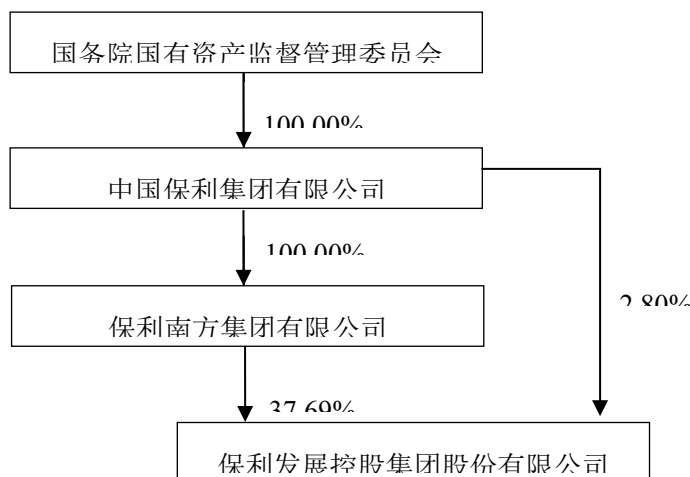 国务院国有资产监督管理委员会
100.00%
中国保利集团有限公司
100.00%
2.80%
保利南方集团有限公司
37.69%
保利发展控股集团股份有限公司